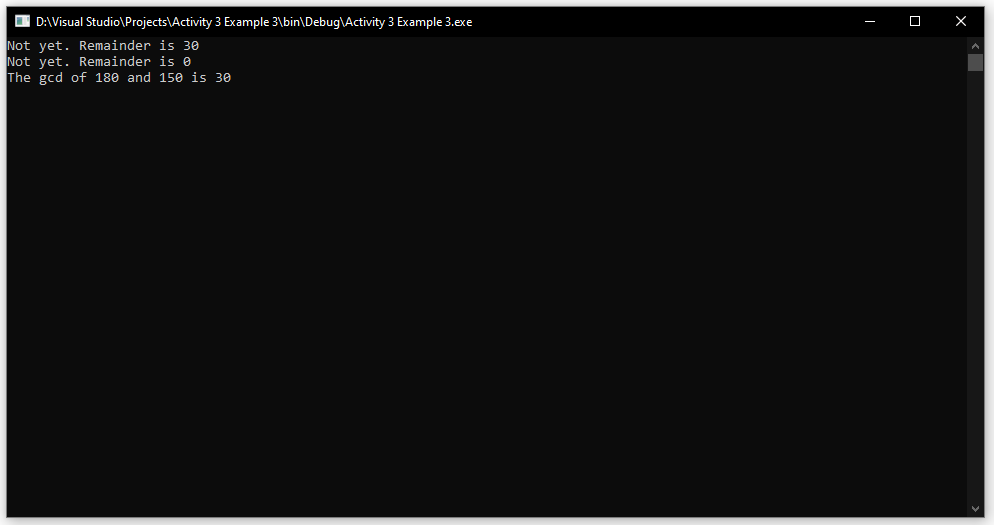 D:\Visual Studio\Projects\Activity 3 Example 3\bin\Debug\Activity 3 Example 3.exe
Not yet. Remainder is 30
Not yet. Remainder is 0
The gcd of 180 and 150 is 30